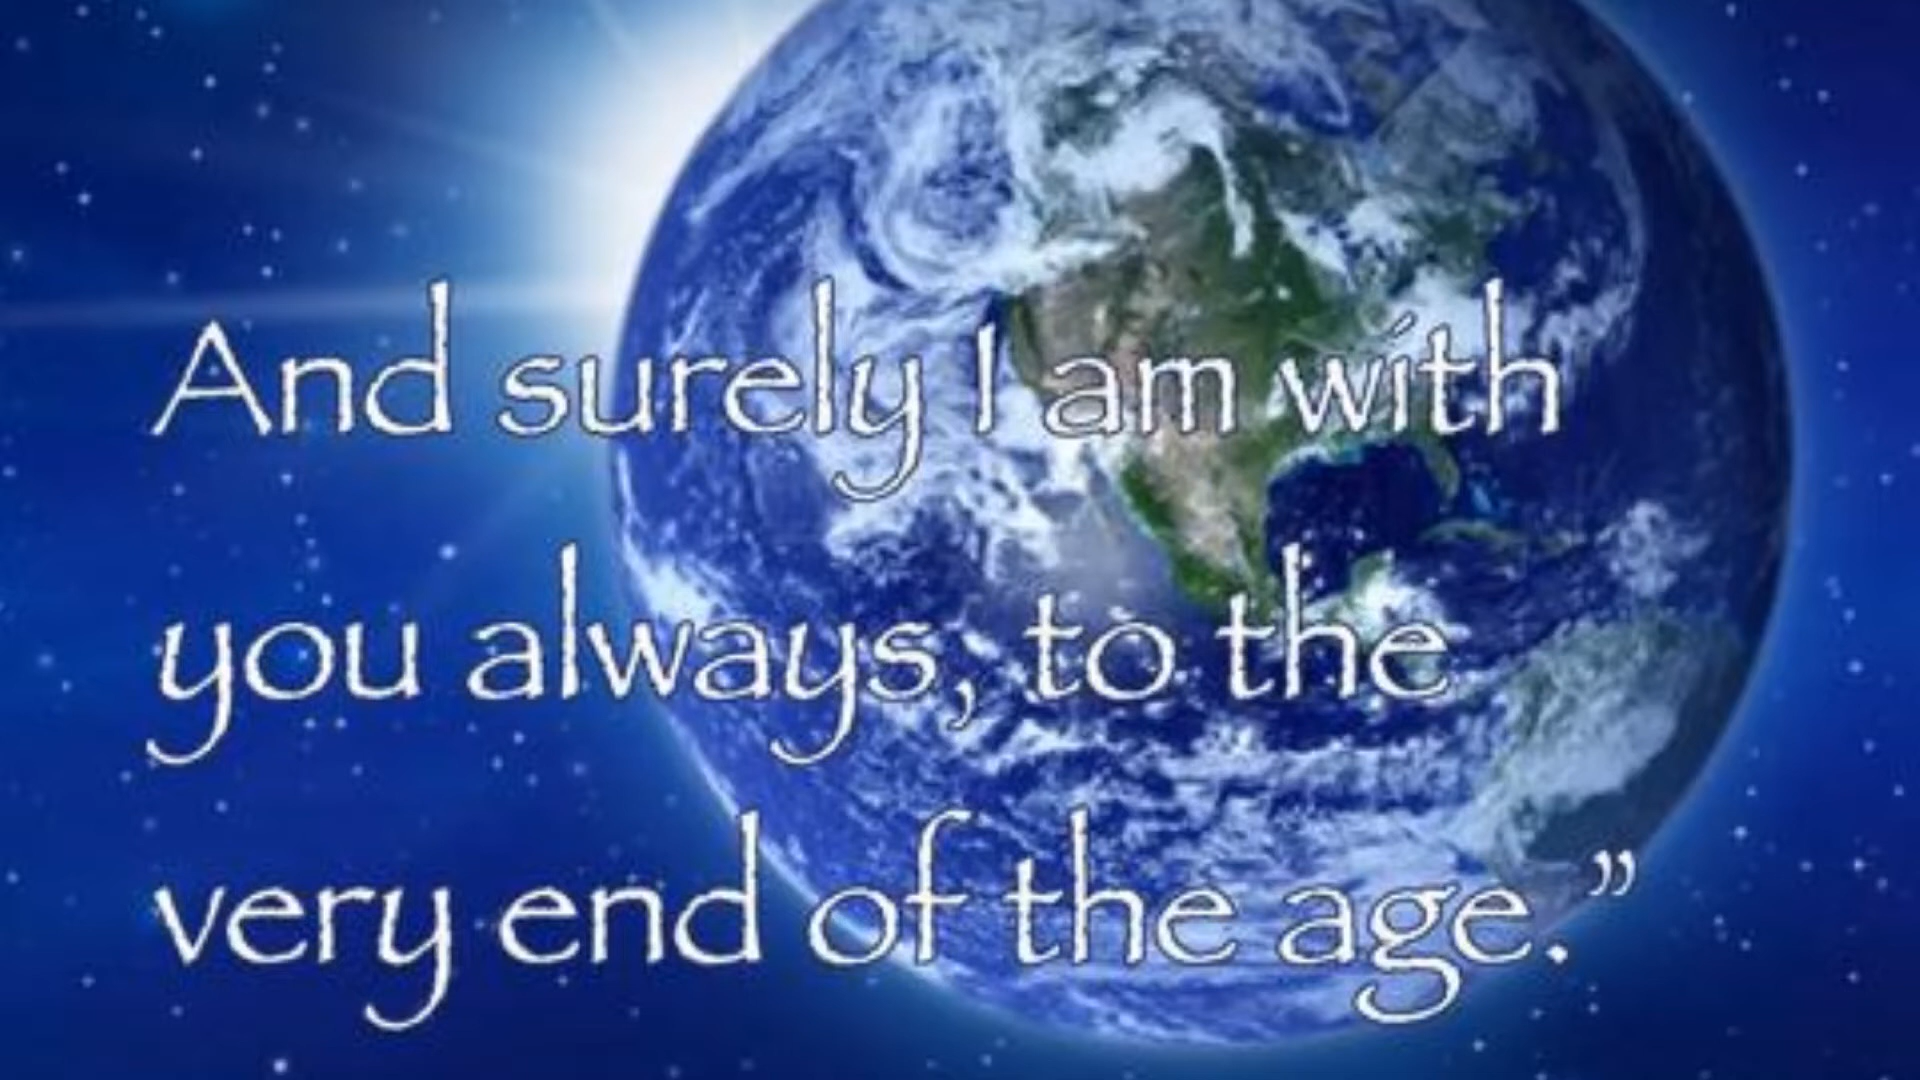 And surely I am with
you always, to the
very end of the age.”